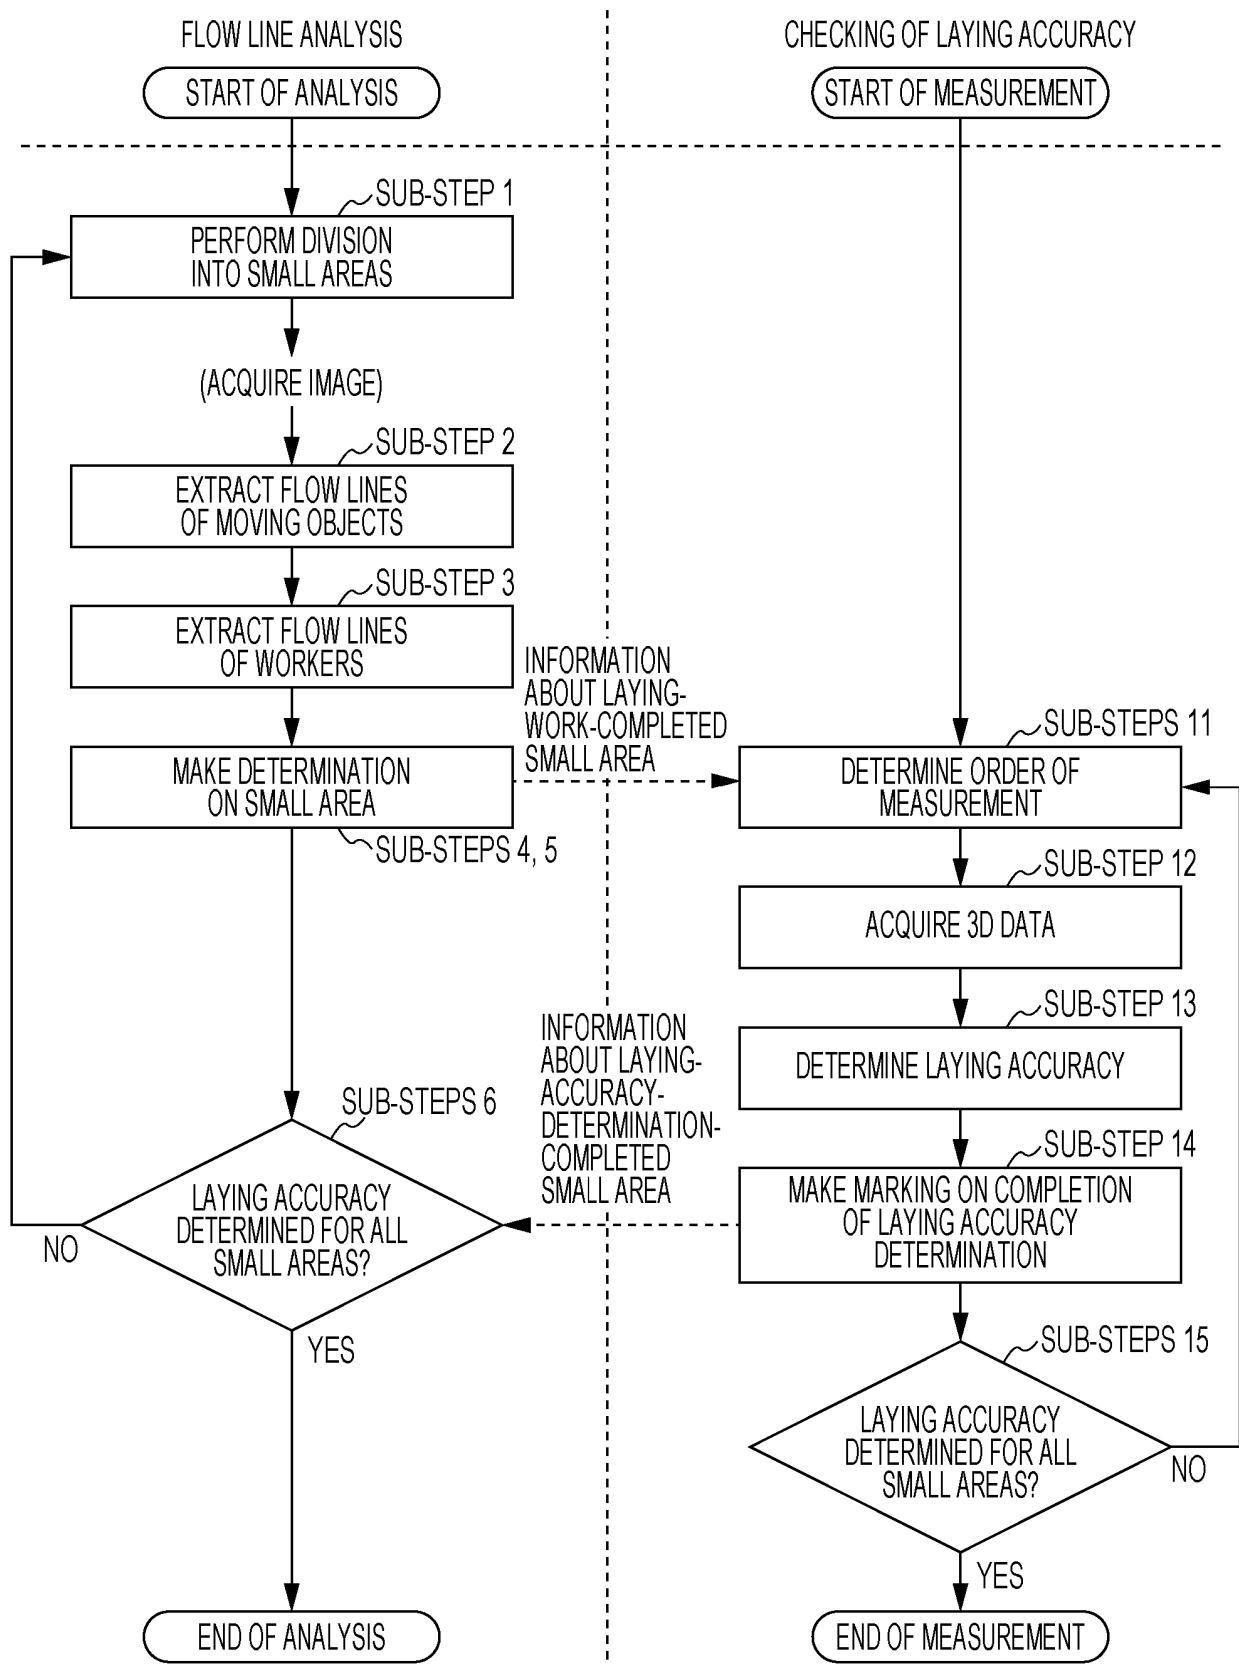 FLOW LINE ANALYSIS
START OF ANALYSIS
SUB-STEP 1
PERFORM DIVISION
INTO SMALL AREAS
(ACQUIRE IMAGE)
SUB-STEP 2
EXTRACT FLOW LINES
OF MOVING OBJECTS
SUB-STEP 3
EXTRACT FLOW LINES
OF WORKERS
MAKE DETERMINATION
ON SMALL AREA
SUB-STEPS 4, 5
INFORMATION
ABOUT LAYING-
WORK-COMPLETED
SMALL AREA
SUB-STEPS 6
LAYING ACCURACY
DETERMINED FOR ALL
SMALL AREAS?
NO
YES
END OF ANALYSIS
CHECKING OF LAYING ACCURACY
START OF MEASUREMENT
SUB-STEPS 11
DETERMINE ORDER OF
MEASUREMENT
SUB-STEP 12
ACQUIRE 3D DATA
SUB-STEP 13
DETERMINE LAYING ACCURACY
SUB-STEP 14
MAKE MARKING ON COMPLETION
OF LAYING ACCURACY
DETERMINATION
INFORMATION
ABOUT LAYING-
ACCURACY-
DETERMINATION-
COMPLETED
SMALL AREA
SUB-STEPS 15
LAYING ACCURACY
DETERMINED FOR ALL
SMALL AREAS?
NO
YES
END OF MEASUREMENT